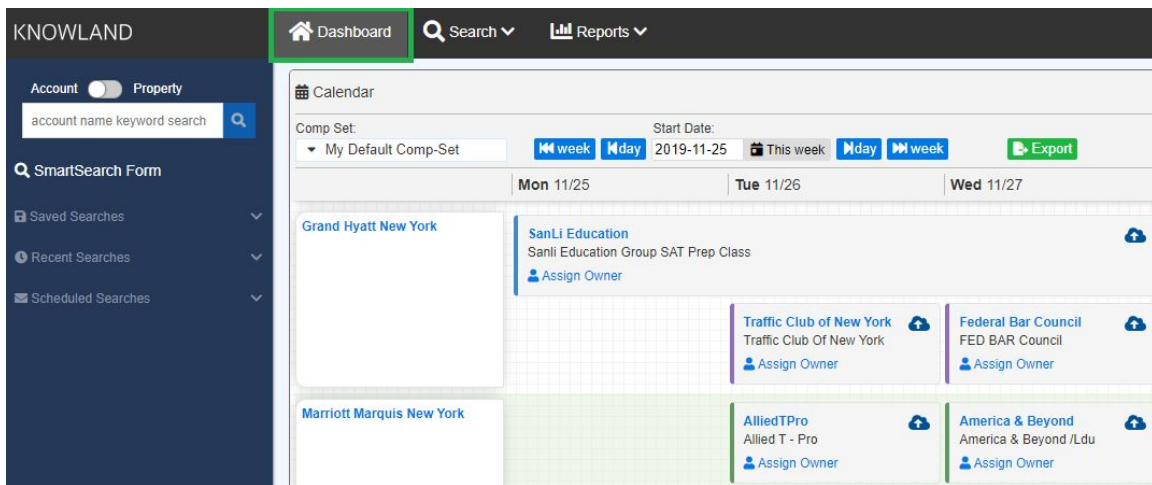 KNOWLAND
Dashboard Search Reports
Account Property
account name keyword search
SmartSearch Form
Saved Searches
Recent Searches
Scheduled Searches
Calendar
Comp Set: Start Date:
My Default Comp-Set week day 2019-11-25 This week day week Export
Mon 11/25 Tue 11/26 Wed 11/27
Grand Hyatt New York
SanLi Education
Sanli Education Group SAT Prep Class
Assign Owner
Traffic Club of New York
Traffic Club Of New York
Assign Owner
Federal Bar Council
FED BAR Council
Assign Owner
Marriott Marquis New York
AlliedTPro
Allied T - Pro
Assign Owner
America & Beyond
America & Beyond /Ldu
Assign Owner